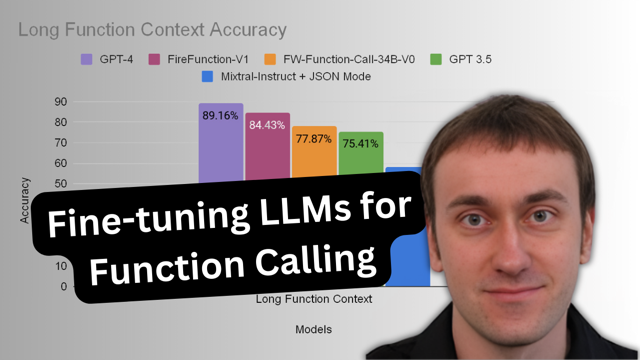 Long Function Context Accuracy
GPT-4 FireFunction-V1 FW-Function-Call-34B-V0 GPT 3.5
Mixtral-Instruct + JSON Mode
90
89.16%
80
84.43%
77.87%
75.41%
70
60
50
Accuracy
Fine-tuning LLMs for
Function Calling
10
0
Long Function Context
Models